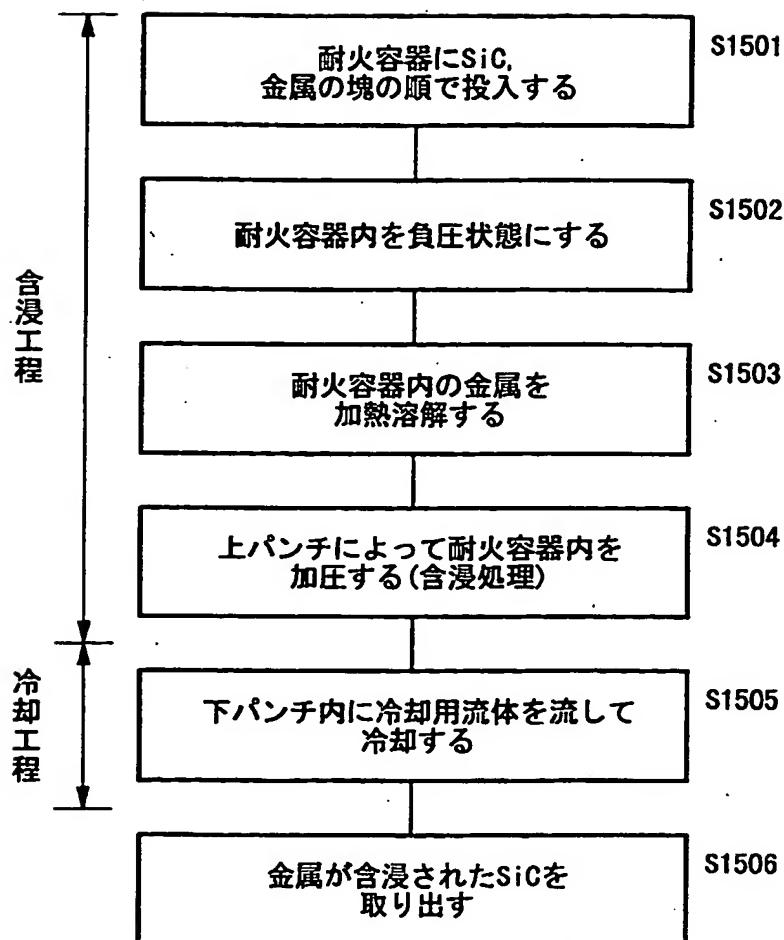 耐火容器にSiC,
金属の塊の順で投入する
S1501
耐火容器内を負圧状態にする
S1502
含浸工程
耐火容器内の金属を
加熱溶解する
S1503
上パンチによって耐火容器内を
加圧する(含浸処理)
S1504
冷却工程
下パンチ内に冷却用流体を流して
冷却する
S1505
金属が含浸されたSiCを
取り出す
S1506